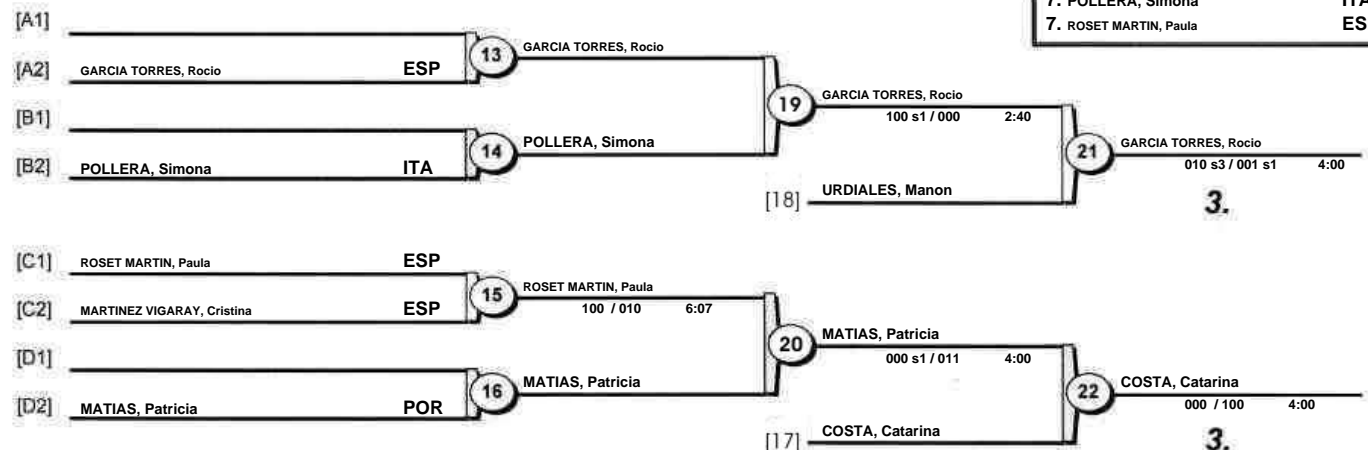 7. POLLERA, Simona ITA
7. ROSET MARTIN, Paula ES
[A1]
13 GARCIA TORRES, Rocio
[A2] GARCIA TORRES, Rocio ESP
19 GARCIA TORRES, Rocio
100 s1 / 000 2:40
[B1]
14 POLLERA, Simona
[B2] POLLERA, Simona ITA
21 GARCIA TORRES, Rocio
010 s3 / 001 s1 4:00
[18] URDIALES, Manon
3.
[C1] ROSET MARTIN, Paula ESP
15 ROSET MARTIN, Paula
100 / 010 6:07
[C2] MARTINEZ VIGARAY, Cristina ESP
20 MATIAS, Patricia
000 s1 / 011 4:00
[D1]
16 MATIAS, Patricia
[D2] MATIAS, Patricia POR
22 COSTA, Catarina
000 / 100 4:00
[17] COSTA, Catarina
3.